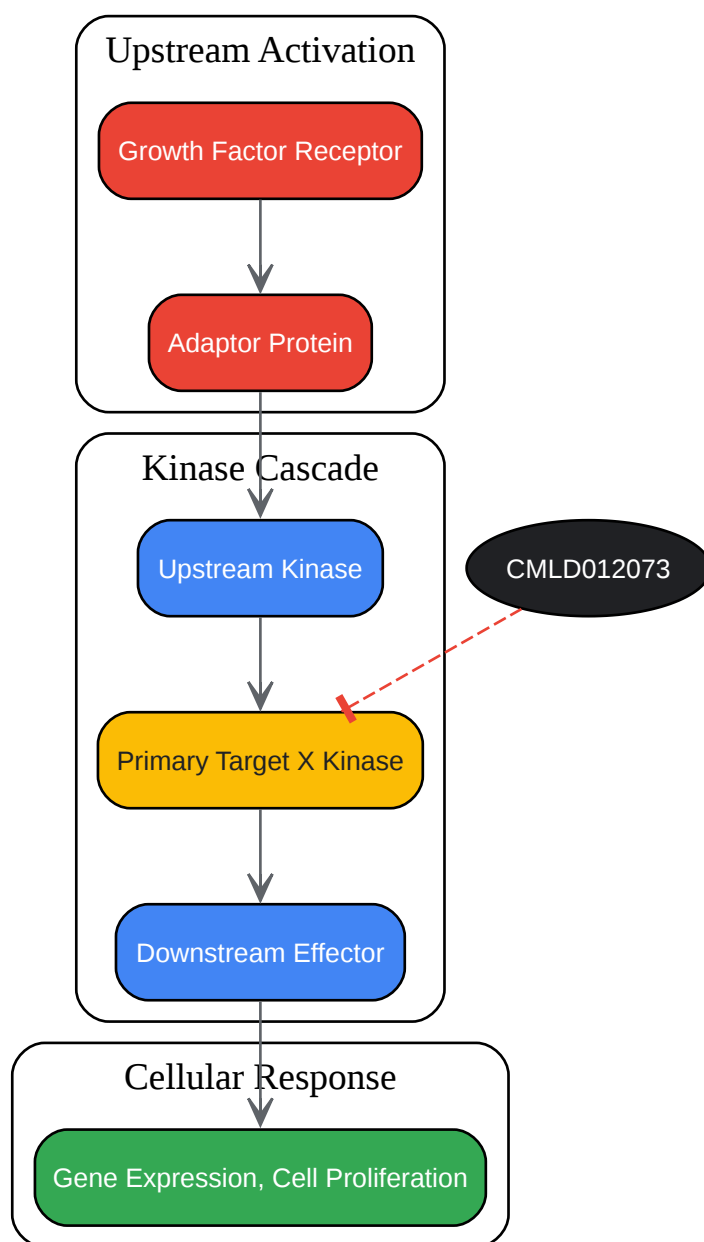 Upstream Activation
Growth Factor Receptor
Adaptor Protein
Kinase Cascade
Upstream Kinase
CMLD012073
Primary Target X Kinase
Downstream Effector
Cellular Response
Gene Expression, Cell Proliferation